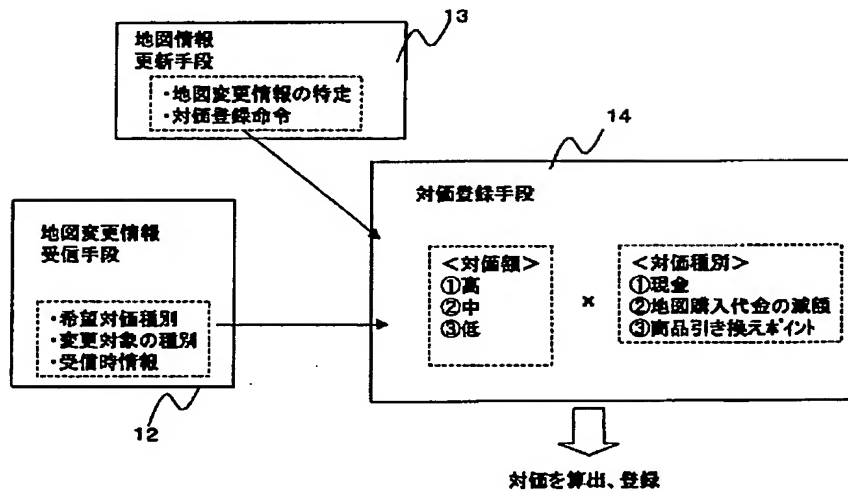 13
地図情報
更新手段
・地図変更情報の特定
・対価登録命令
14
対価登録手段
地図変更情報
受信手段
＜対価額＞
①高
②中
③低
×
＜対価種別＞
①現金
②地図購入代金の減額
③商品引き換えポイント
・希望対価種別
・変更対象の種別
・受信時情報
12
対価を算出、登録